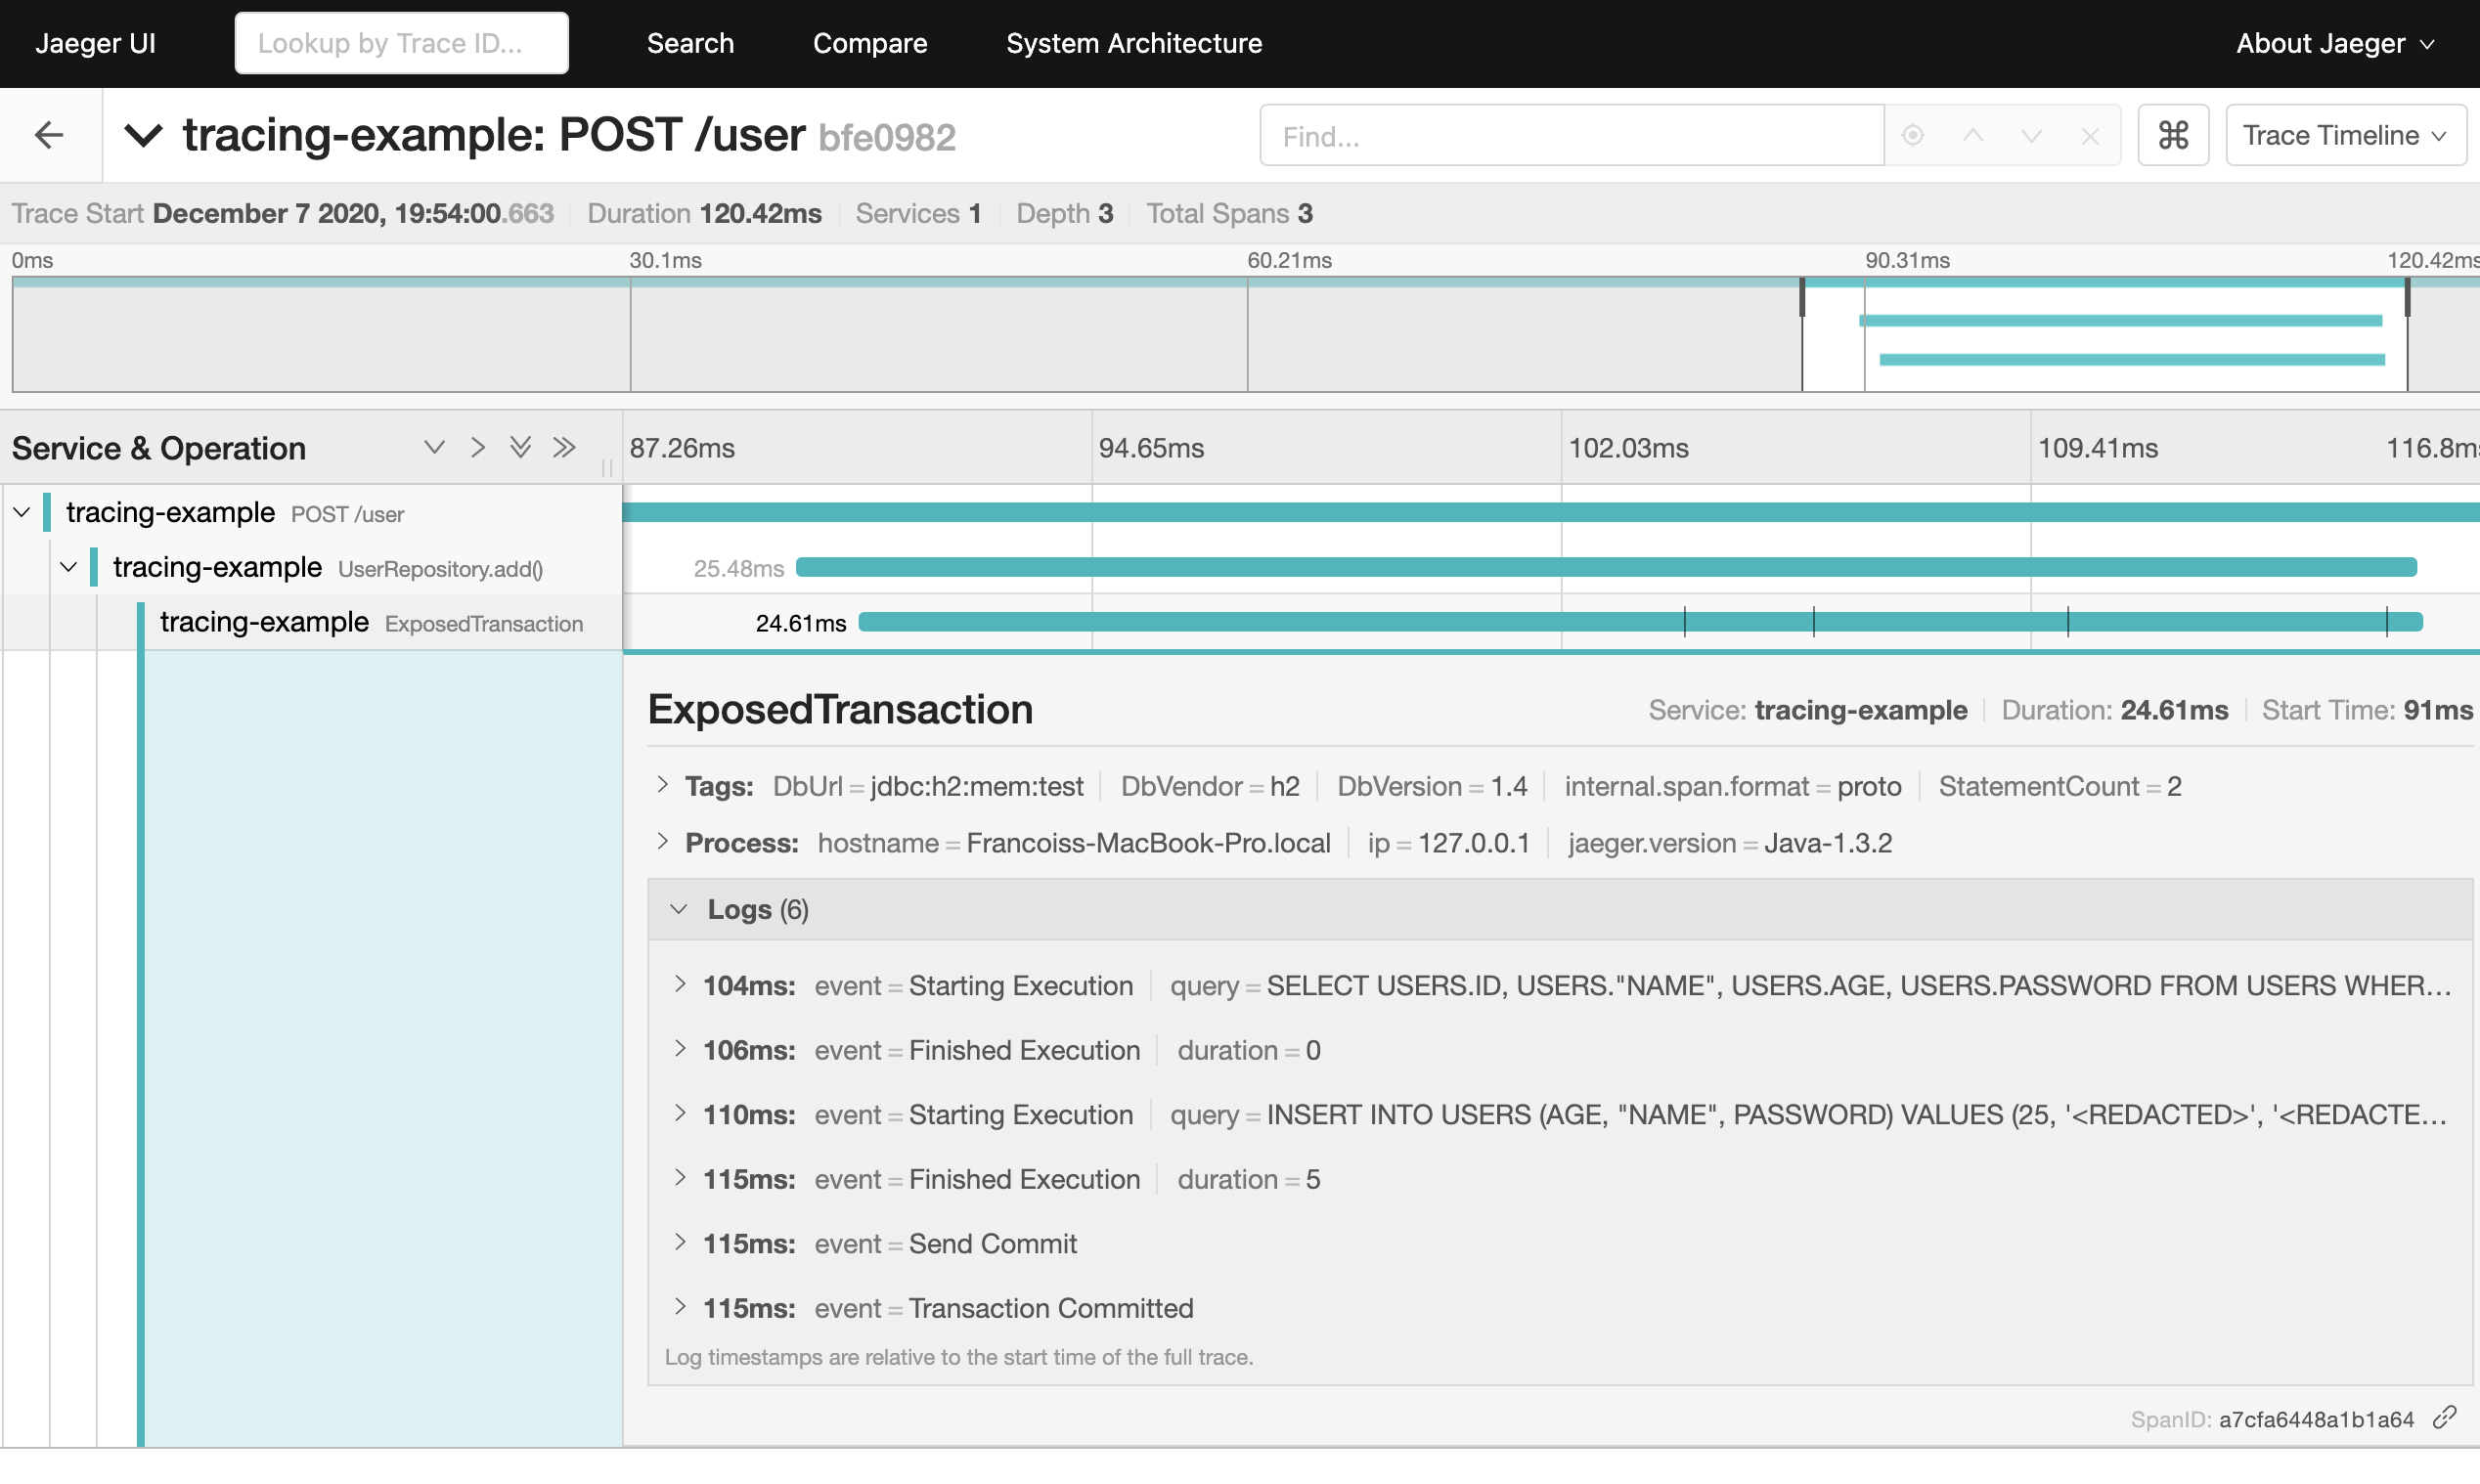 Jaeger UI Lookup by Trace ID... Search Compare System Architecture About Jaeger
tracing-example: POST /user bfe0982 Find... ⌘ Trace Timeline
Trace Start December 7 2020, 19:54:00.663 Duration 120.42ms Services 1 Depth 3 Total Spans 3
0ms 30.1ms 60.21ms 90.31ms 120.42ms
Service & Operation 87.26ms 94.65ms 102.03ms 109.41ms 116.8ms
tracing-example POST /user
tracing-example UserRepository.add() 25.48ms
tracing-example ExposedTransaction 24.61ms
ExposedTransaction Service: tracing-example Duration: 24.61ms Start Time: 91ms
Tags: DbUrl = jdbc:h2:mem:test DbVendor = h2 DbVersion = 1.4 internal.span.format = proto StatementCount = 2
Process: hostname = Francoiss-MacBook-Pro.local ip = 127.0.0.1 jaeger.version = Java-1.3.2
Logs (6)
104ms: event = Starting Execution query = SELECT USERS.ID, USERS."NAME", USERS.AGE, USERS.PASSWORD FROM USERS WHER...
106ms: event = Finished Execution duration = 0
110ms: event = Starting Execution query = INSERT INTO USERS (AGE, "NAME", PASSWORD) VALUES (25, '<REDACTED>', '<REDACTE...
115ms: event = Finished Execution duration = 5
115ms: event = Send Commit
115ms: event = Transaction Committed
Log timestamps are relative to the start time of the full trace.
SpanID: a7cfa6448a1b1a64